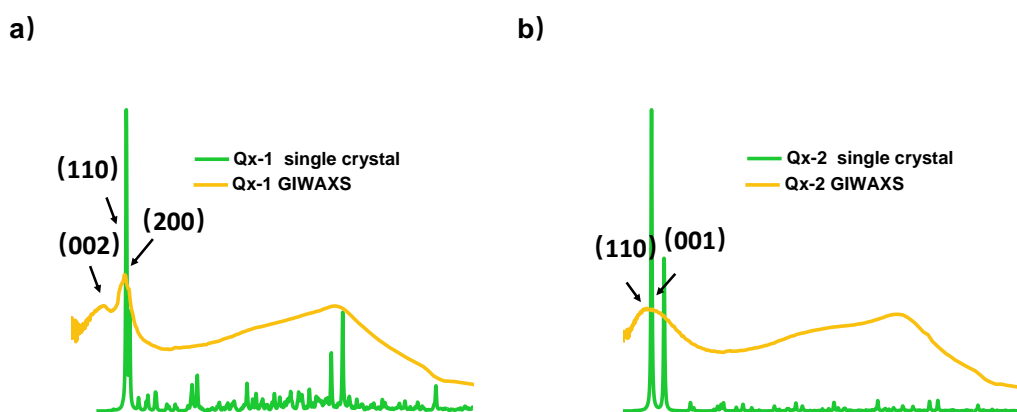 a)
Qx-1 single crystal
Qx-1 GIWAXS
(110)
(200)
(002)
b)
Qx-2 single crystal
Qx-2 GIWAXS
(110)
(001)